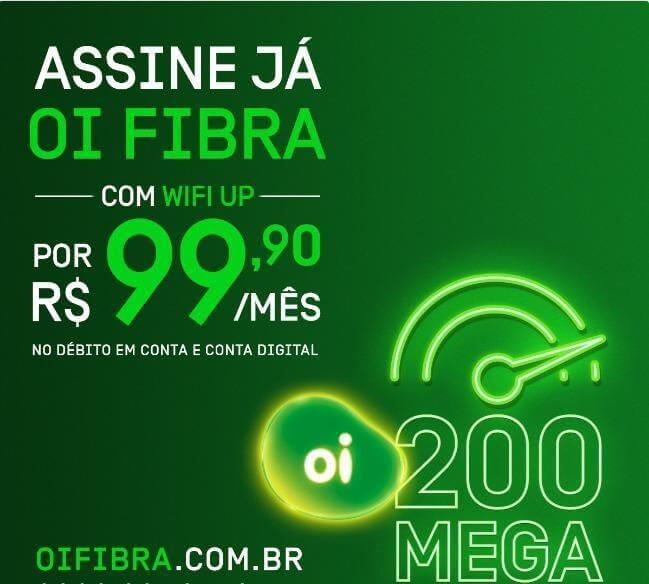 ASSINE JÁ
OI FIBRA
COM WIFI UP
POR
R$ 99,90
/MÊS
NO DÉBITO EM CONTA E CONTA DIGITAL
oi
200
MEGA
OIFIBRA.COM.BR